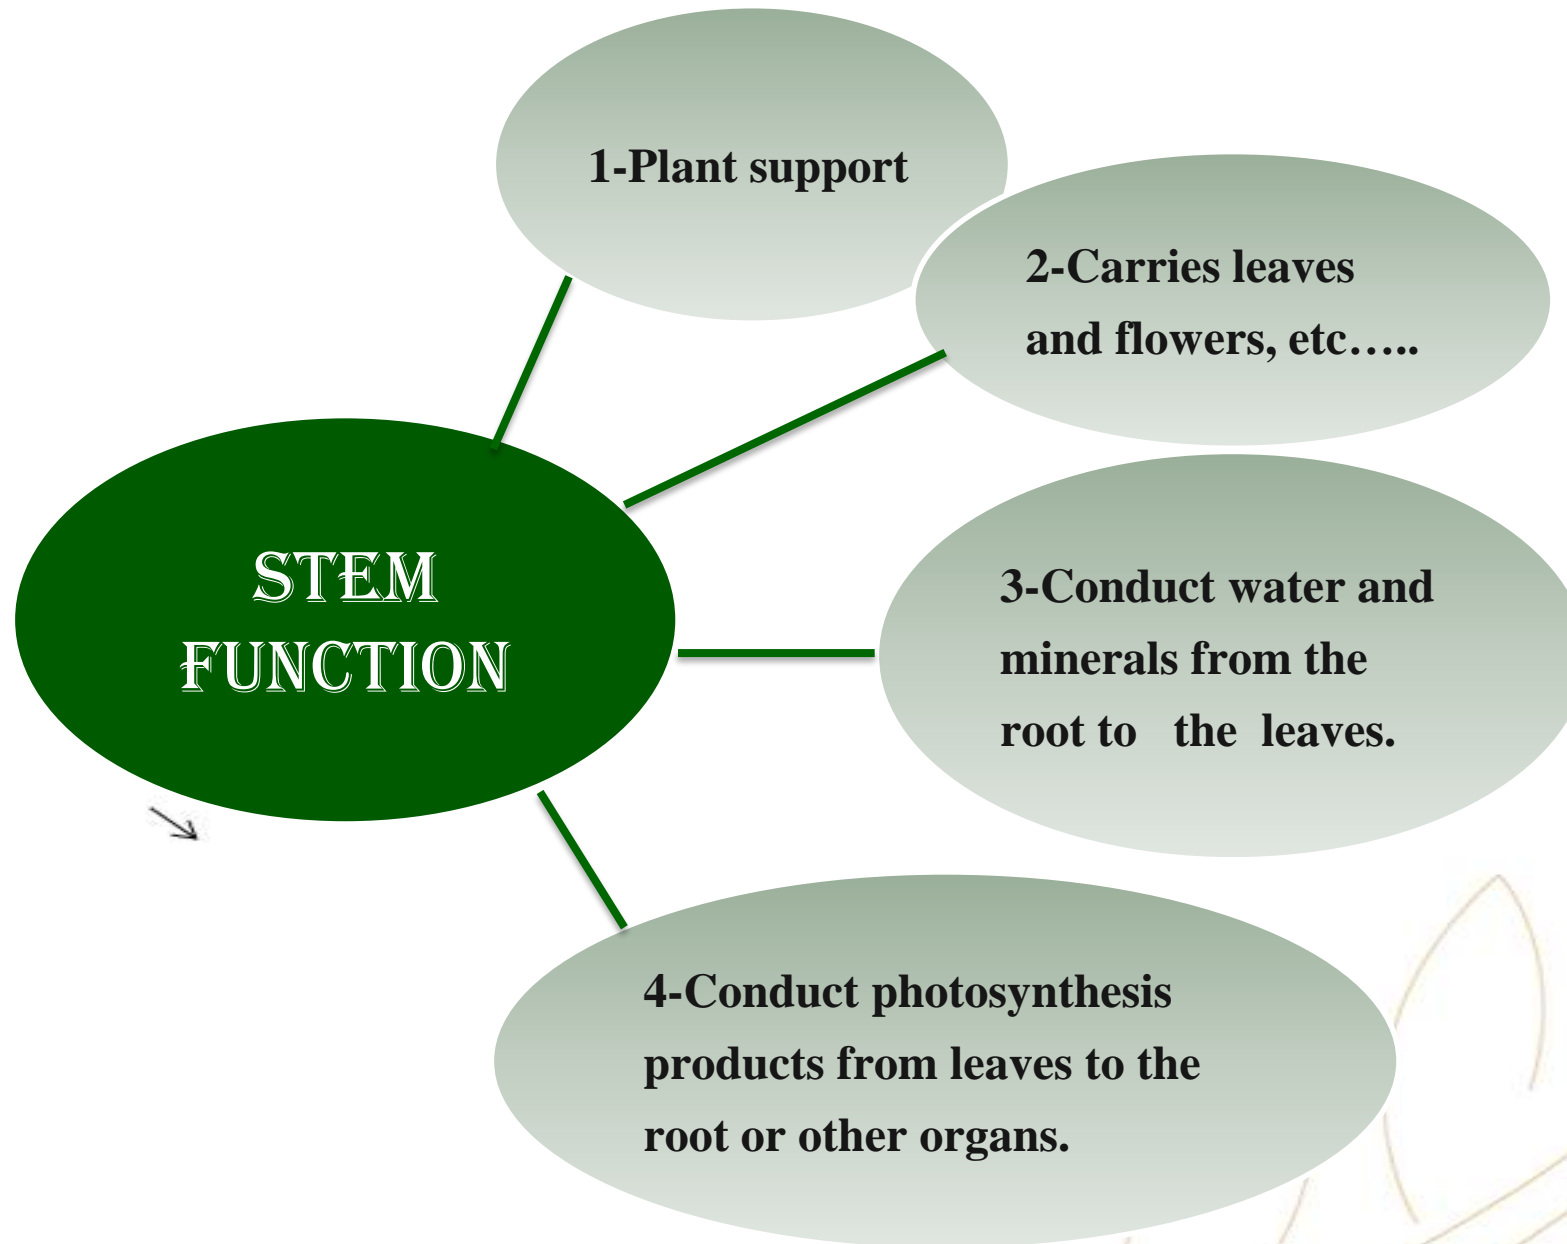 1-Plant support
2-Carries leaves
and flowers, etc…..
STEM
FUNCTION
3-Conduct water and
minerals from the
root to the leaves.
4-Conduct photosynthesis
products from leaves to the
root or other organs.